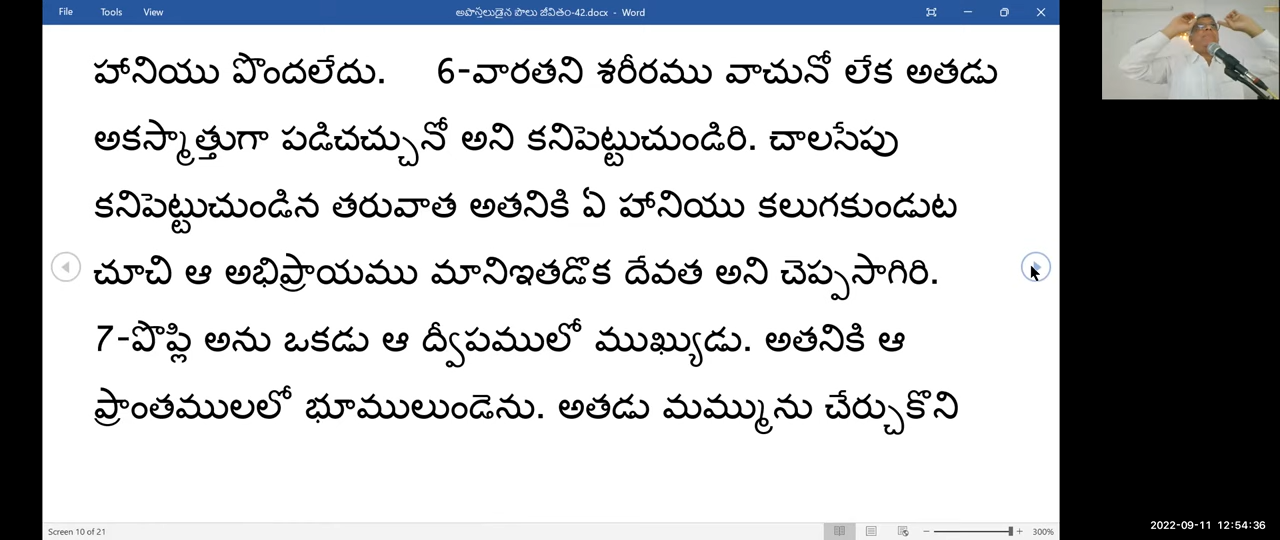 File Tools View అపొస్తలుడైన పౌలు జీవితం-42.docx - Word
హానియు పొందలేదు. 6-వారతని శరీరము వాచునో లేక అతడు
అకస్మాత్తుగా పడిచచ్చునో అని కనిపెట్టుచుండిరి. చాలసేపు
కనిపెట్టుచుండిన తరువాత అతనికి ఏ హానియు కలుగకుండుట
చూచి ఆ అభిప్రాయము మానిఇతడొక దేవత అని చెప్పసాగిరి.
7-పొప్లి అను ఒకడు ఆ ద్వీపములో ముఖ్యుడు. అతనికి ఆ
ప్రాంతములలో భూములుండెను. అతడు మమ్మును చేర్చుకొని
Screen 10 of 21 300%
2022-09-11 12:54:36